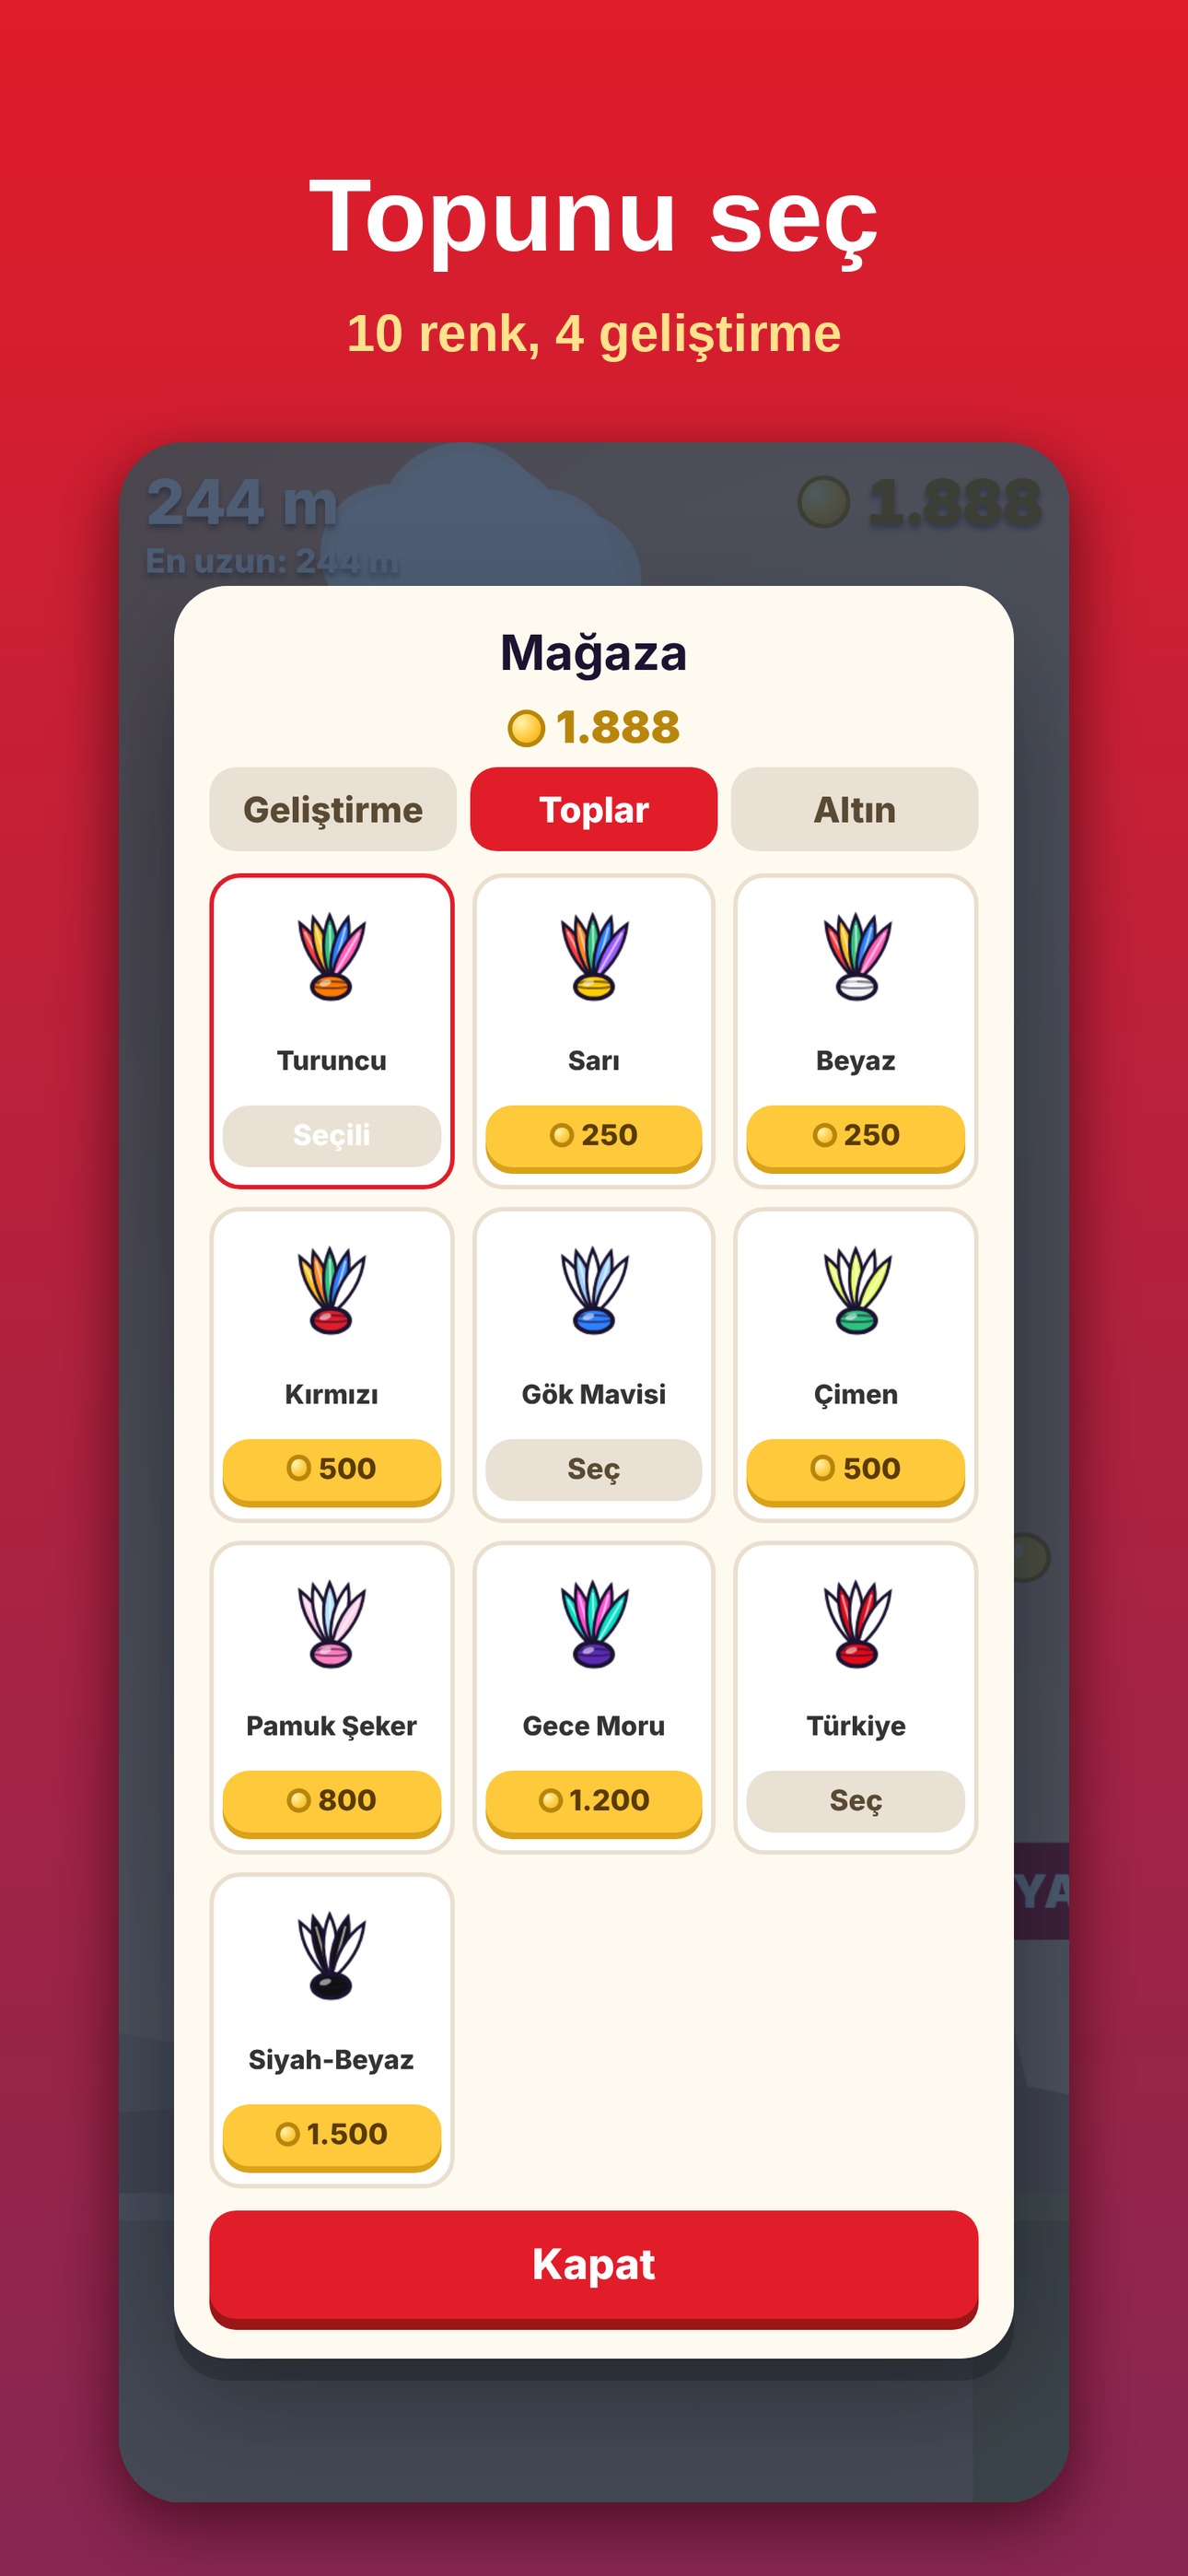 Topunu seç
10 renk, 4 geliştirme
244 m
1.888
En uzun: 244 m
Mağaza
1.888
Geliştirme
Toplar
Altın
Turuncu
Sarı
Beyaz
Seçili
250
250
Kırmızı
Gök Mavisi
Çimen
500
Seç
500
Pamuk Şeker
Gece Moru
Türkiye
800
1.200
Seç
YA
Siyah-Beyaz
1.500
Kapat